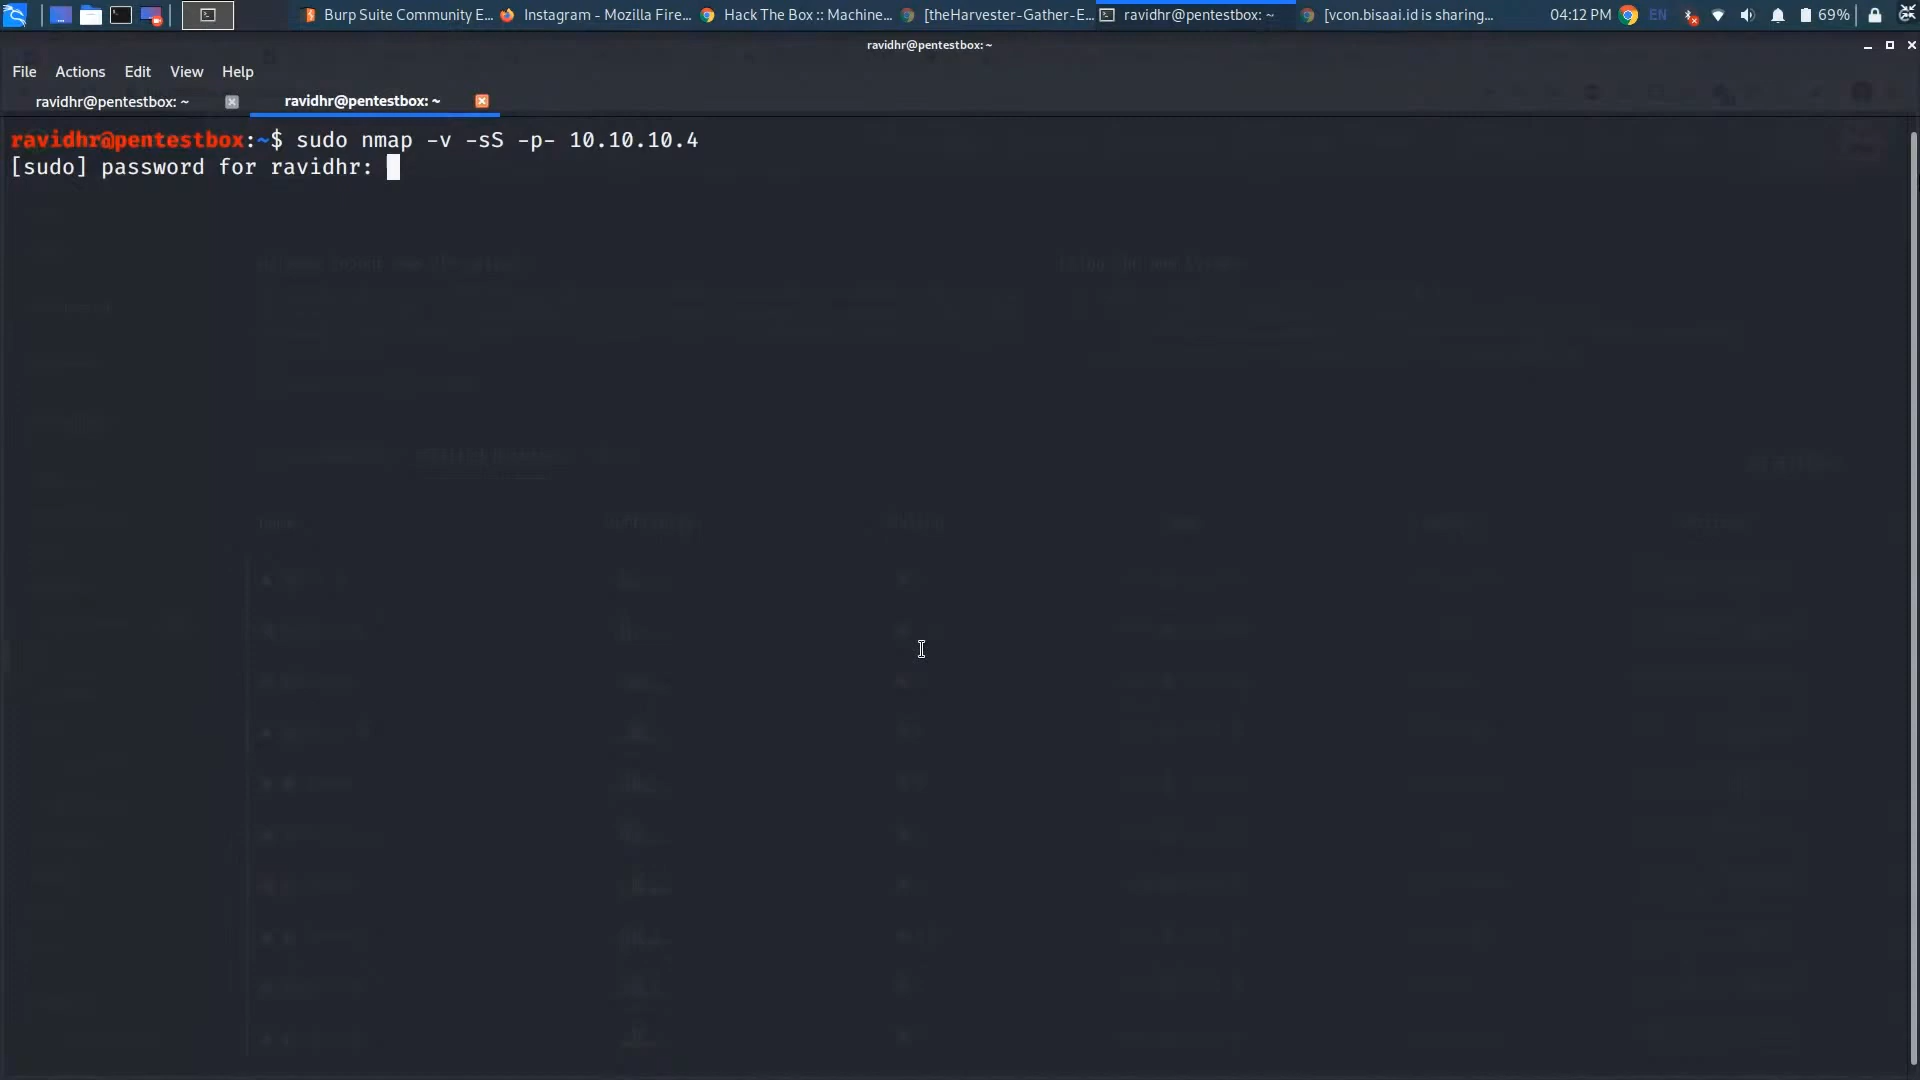 Burp Suite Community E...
Instagram - Mozilla Fire...
Hack The Box :: Machine...
[theHarvester-Gather-E...
ravidhr@pentestbox: ~
[vcon.bisaai.id is sharing...
04:12 PM
EN
69%
ravidhr@pentestbox: ~
File Actions Edit View Help
ravidhr@pentestbox: ~
ravidhr@pentestbox: ~
ravidhr@pentestbox:~$ sudo nmap -v -sS -p- 10.10.10.4
[sudo] password for ravidhr: